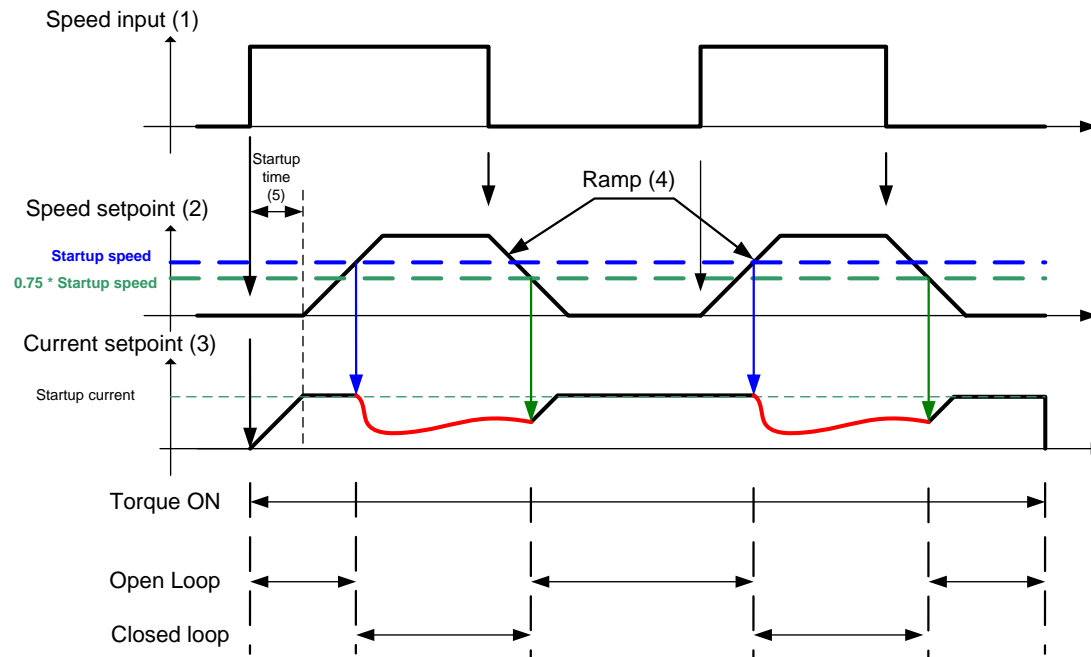 Speed input (1)
Startup
time
(5)
Ramp (4)
Speed setpoint (2)
Startup speed
0.75 * Startup speed
Current setpoint (3)
Startup current
Torque ON
Open Loop
Closed loop